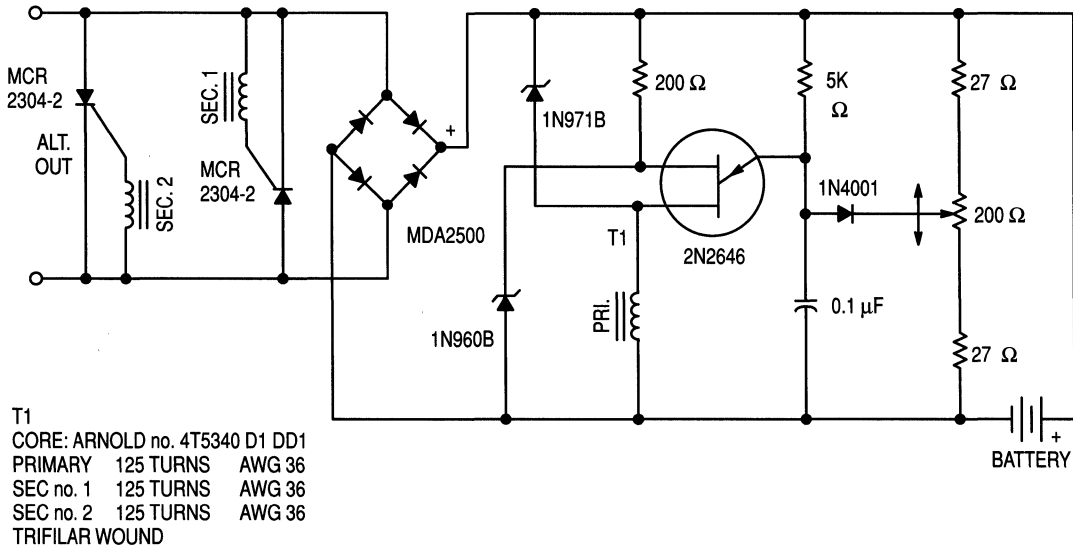 MCR
2304-2
ALT.
OUT
SEC. 1
SEC. 2
MCR
2304-2
+
MDA2500
1N971B
1N960B
200 Ω
T1
PRI.
2N2646
5K
Ω
1N4001
0.1 µF
27 Ω
200 Ω
27 Ω
+
BATTERY
T1
CORE: ARNOLD no. 4T5340 D1 DD1
PRIMARY 125 TURNS AWG 36
SEC no. 1 125 TURNS AWG 36
SEC no. 2 125 TURNS AWG 36
TRIFILAR WOUND